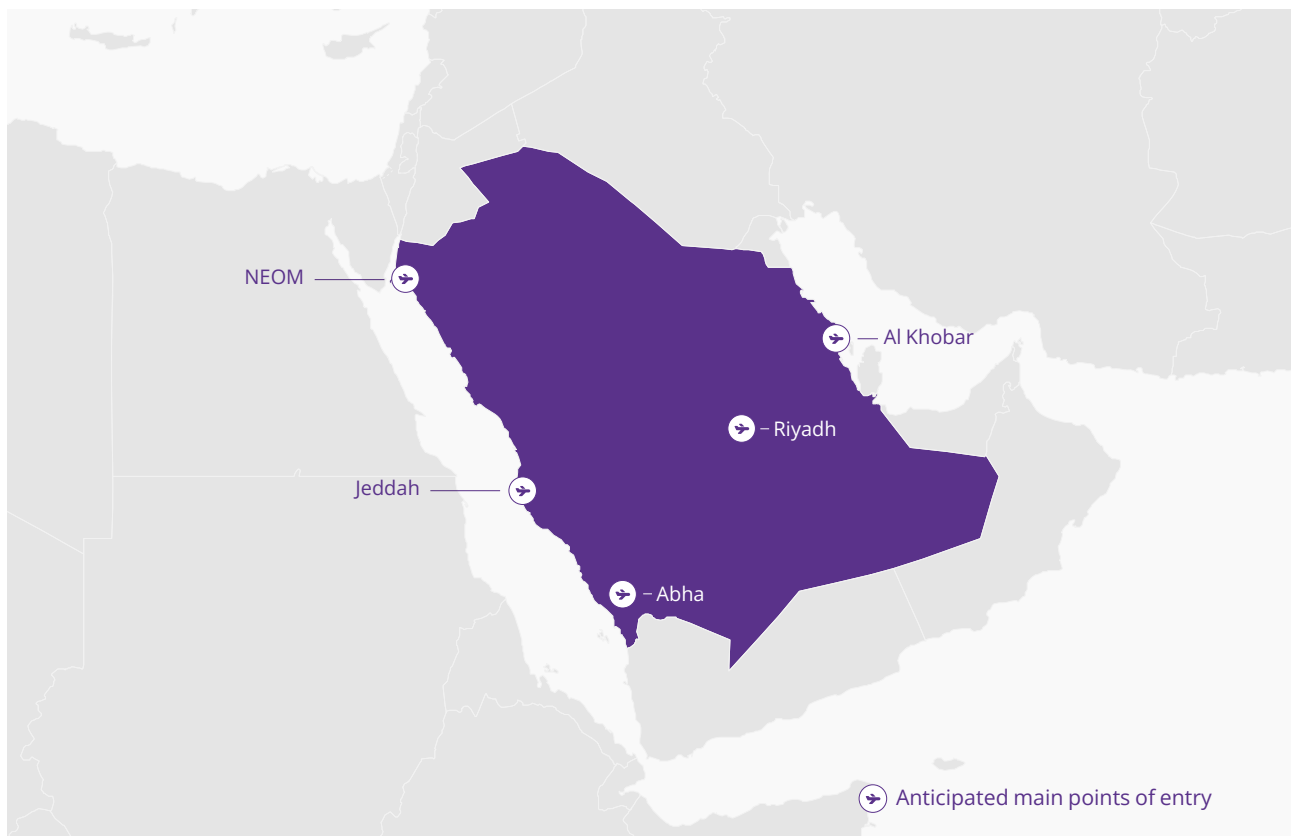 NEOM
Al Khobar
Riyadh
Jeddah
Abha
Anticipated main points of entry